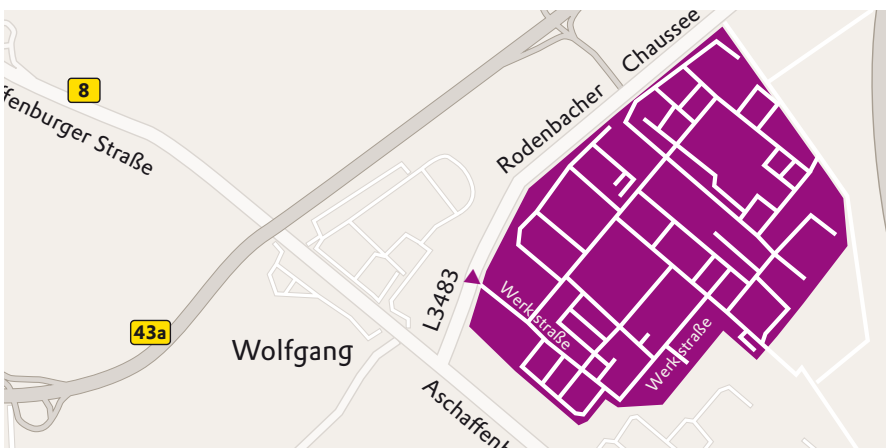 8
ffenburger Straße
Rodenbacher Chaussee
L3483
43a
Wolfgang
Werkstraße
Werkstraße
Aschaffenb